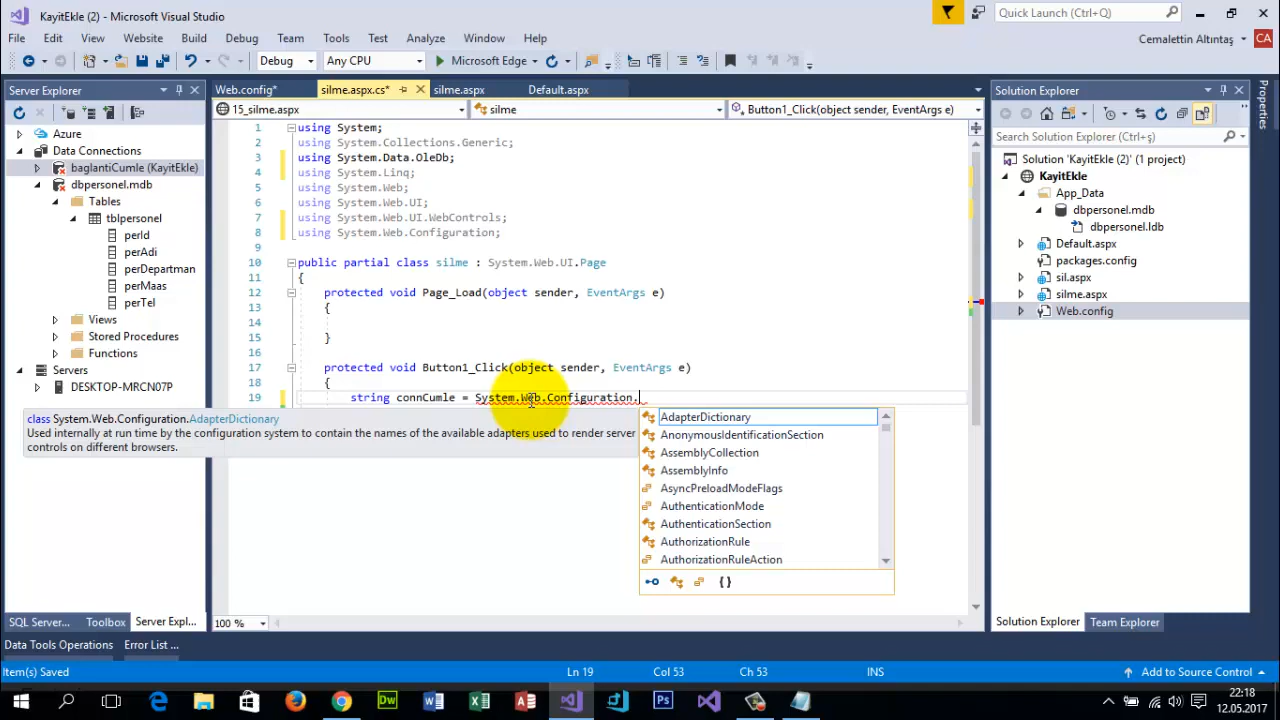 KayitEkle (2) - Microsoft Visual Studio
Quick Launch (Ctrl+Q)
File Edit View Website Build Debug Team Tools Test Analyze Window Help
Cemalettin Altıntaş CA
Debug Any CPU Microsoft Edge
Server Explorer
Azure
Data Connections
baglantiCumle (KayitEkle)
dbpersonel.mdb
Tables
tblpersonel
perId
perAdi
perDepartman
perMaas
perTel
Views
Stored Procedures
Functions
Servers
DESKTOP-MRCN07P
SQL Server... Toolbox Server Expl...
Web.config* silme.aspx.cs* silme.aspx Default.aspx
15_silme.aspx silme Button1_Click(object sender, EventArgs e)
1 using System;
2 using System.Collections.Generic;
3 using System.Data.OleDb;
4 using System.Linq;
5 using System.Web;
6 using System.Web.UI;
7 using System.Web.UI.WebControls;
8 using System.Web.Configuration;
9
10 public partial class silme : System.Web.UI.Page
11 {
12 protected void Page_Load(object sender, EventArgs e)
13 {
14
15 }
16
17 protected void Button1_Click(object sender, EventArgs e)
18 {
19 string connCumle = System.Web.Configuration.
class System.Web.Configuration.AdapterDictionary
Used internally at run time by the configuration system to contain the names of the available adapters used to render server
controls on different browsers.
AdapterDictionary
AnonymousIdentificationSection
AssemblyCollection
AssemblyInfo
AsyncPreloadModeFlags
AuthenticationMode
AuthenticationSection
AuthorizationRule
AuthorizationRuleAction
{ }
100 %
Solution Explorer
Search Solution Explorer (Ctrl+ş)
Solution 'KayitEkle (2)' (1 project)
KayitEkle
App_Data
dbpersonel.mdb
dbpersonel.ldb
Default.aspx
packages.config
sil.aspx
silme.aspx
Web.config
Solution Explorer Team Explorer
Properties
Data Tools Operations Error List ...
Item(s) Saved Ln 19 Col 53 Ch 53 INS Add to Source Control
22:18
12.05.2017